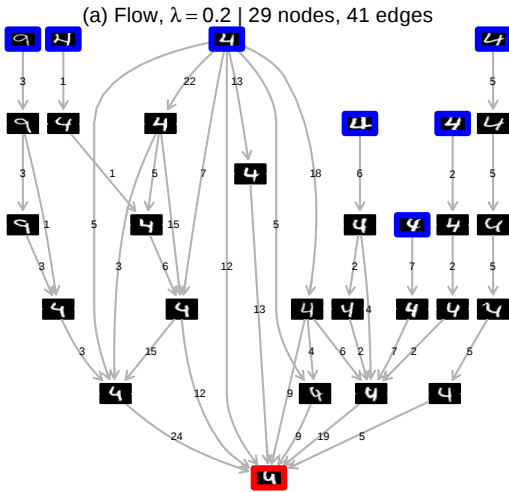 (a) Flow, λ = 0.2 | 29 nodes, 41 edges
3 1 22 13 5
3 1 5 15 7 18 6 2 5
3 1 5 3 6 12 5 2 4 7 2 5
3 15 13 4 6 2 7 2 5
24 12 9 9 19 5